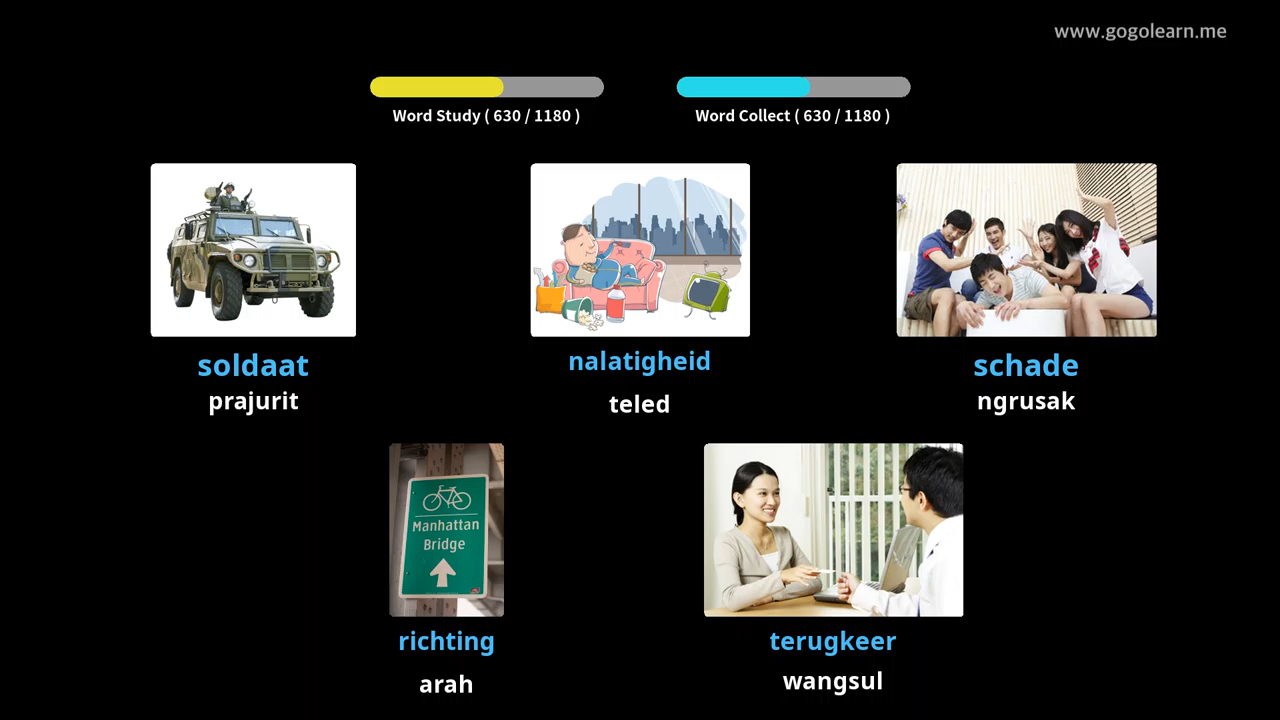 www.gogolearn.me
Word Study ( 630 / 1180 )
Word Collect ( 630 / 1180 )
soldaat
prajurit
nalatigheid
teled
schade
ngrusak
Manhattan
Bridge
richting
arah
terugkeer
wangsul